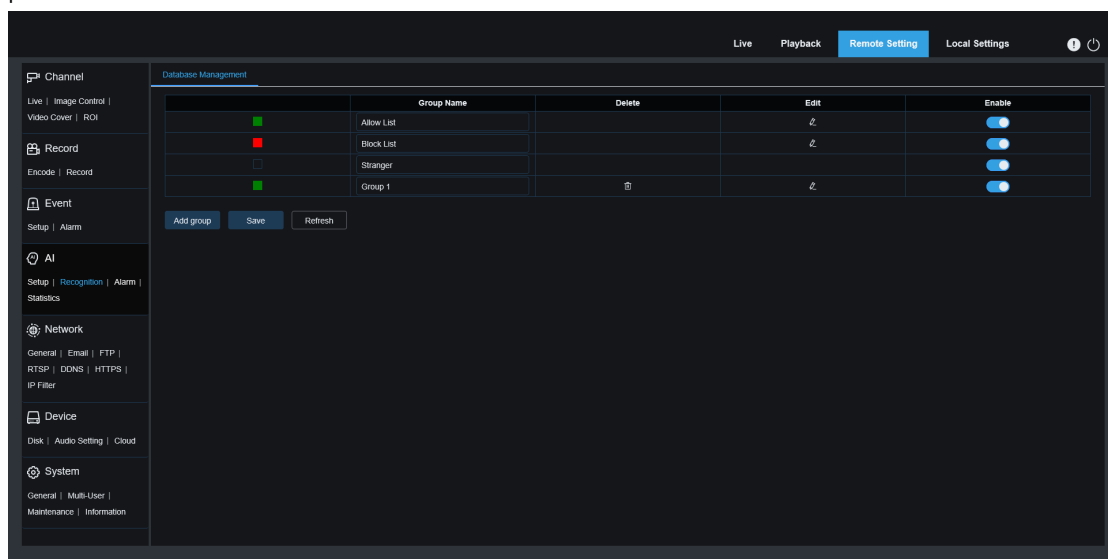 Live Playback Remote Setting Local Settings
Channel
Live | Image Control |
Video Cover | ROI
Record
Encode | Record
Event
Setup | Alarm
AI
Setup | Recognition | Alarm |
Statistics
Network
General | Email | FTP |
RTSP | DDNS | HTTPS |
IP Filter
Device
Disk | Audio Setting | Cloud
System
General | Multi-User |
Maintenance | Information
Database Management
Group Name Delete Edit Enable
Allow List
Block List
Stranger
Group 1
Add group Save Refresh